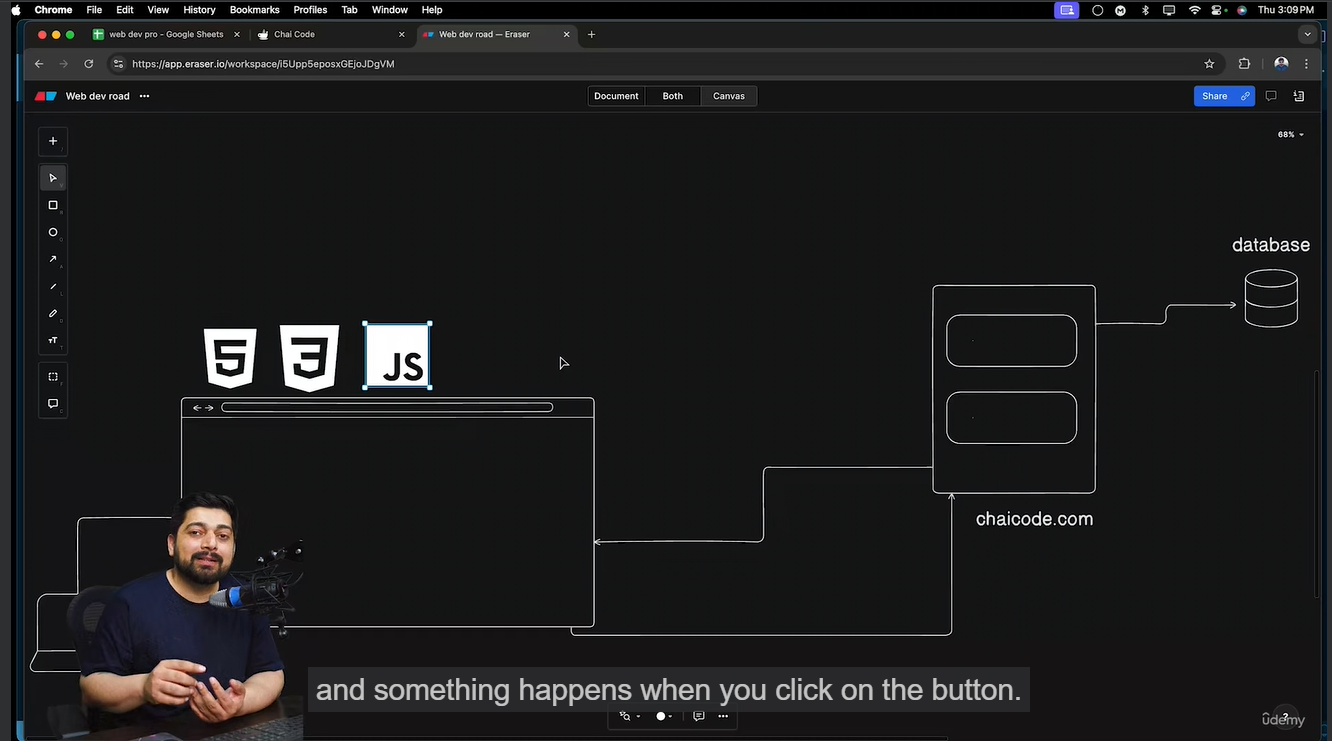 Chrome File Edit View History Bookmarks Profiles Tab Window Help Thu 3:09 PM
web dev pro - Google Sheets Chai Code Web dev road — Eraser
https://app.eraser.io/workspace/i5Upp5eposxGEjoJDgVM
Web dev road Document Both Canvas Share
68%
database
5 3 JS
chaicode.com
and something happens when you click on the button.
ûdemy